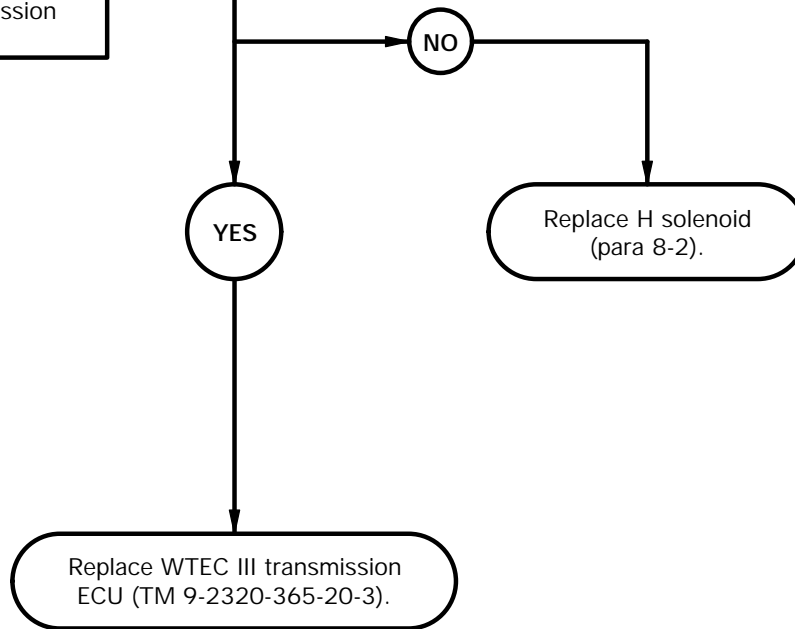 ssion
NO
YES
Replace H solenoid
(para 8-2).
Replace WTEC III transmission
ECU (TM 9-2320-365-20-3).